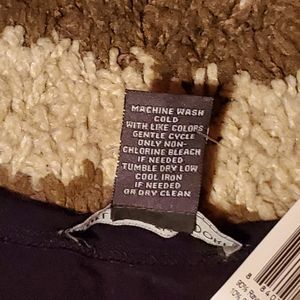 MACHINE WASH
COLD
WITH LIKE COLORS
GENTLE CYCLE
ONLY NON-
CHLORINE BLEACH
IF NEEDED
TUMBLE DRY LOW
COOL IRON
IF NEEDED
OR DRY CLEAN